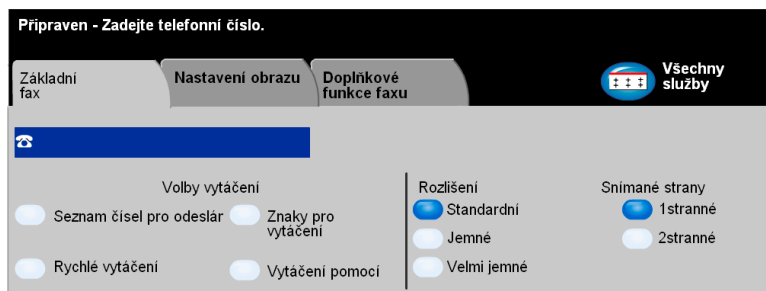 Připraven - Zadejte telefonní číslo.
Všechny
služby
Základní
fax
Nastavení obrazu
Doplňkové
funkce faxu
Volby vytáčení
Seznam čísel pro odeslár
Znaky pro
vytáčení
Rychlé vytáčení
Vytáčení pomocí
Rozlišení
Standardní
Jemné
Velmi jemné
Snímané strany
1stranné
2stranné